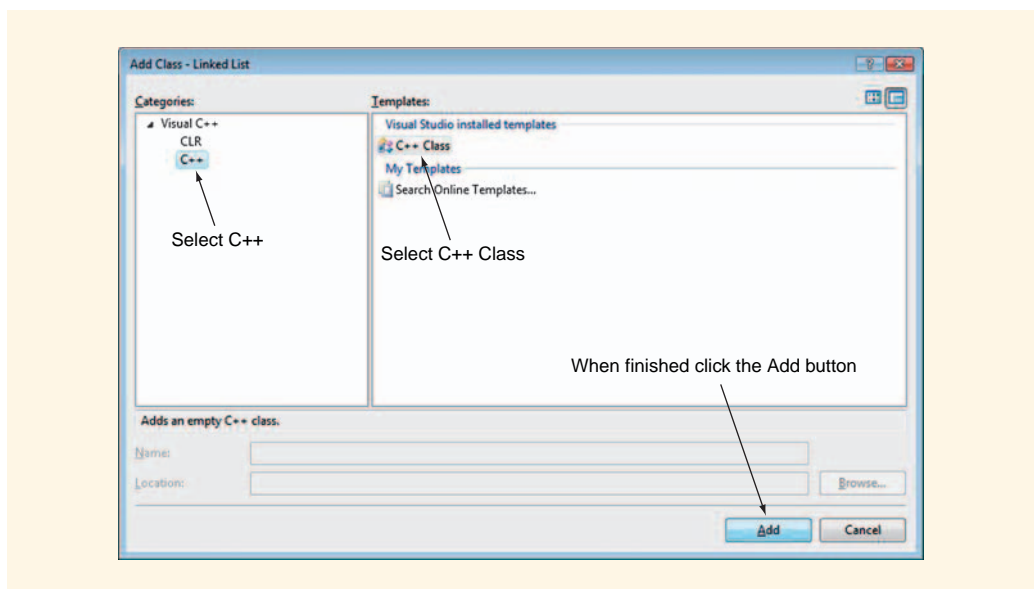 Add Class - Linked List
Categories:
Templates:
Visual C++
CLR
C++
Select C++
Visual Studio installed templates
C++ Class
My Templates
Search Online Templates...
Select C++ Class
When finished click the Add button
Adds an empty C++ class.
Name:
Location:
Browse...
Add
Cancel